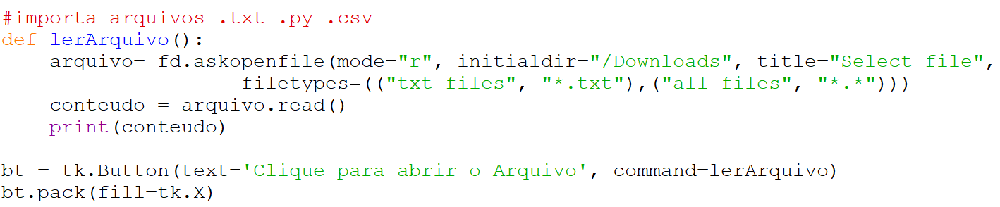 #importa arquivos .txt .py .csv
def lerArquivo():
    arquivo= fd.askopenfile(mode="r", initialdir="/Downloads", title="Select file",
                    filetypes=(("txt files", "*.txt"),("all files", "*.*")))
    conteudo = arquivo.read()
    print(conteudo)

bt = tk.Button(text='Clique para abrir o Arquivo', command=lerArquivo)
bt.pack(fill=tk.X)